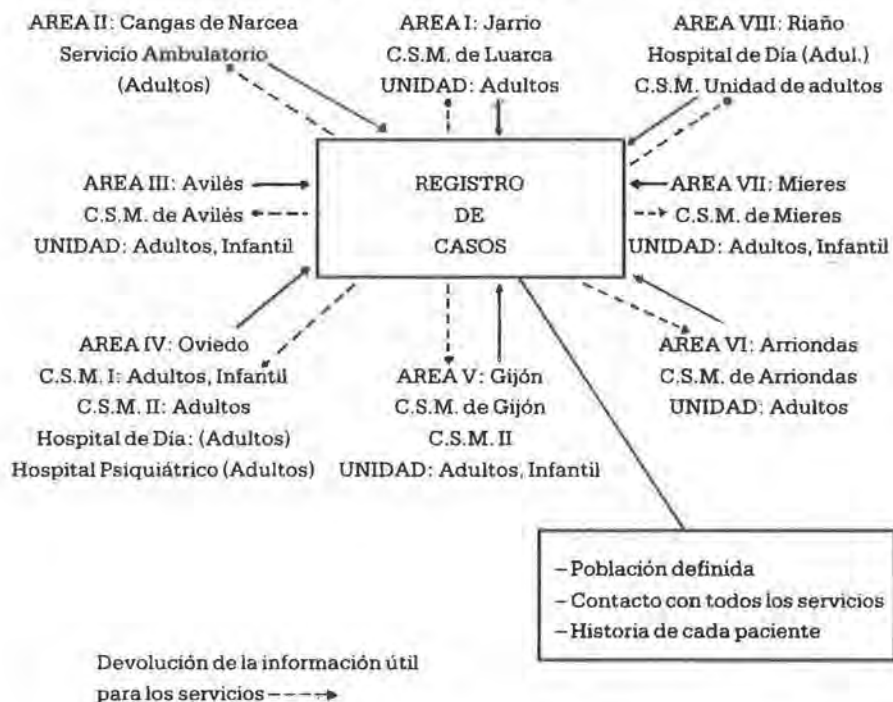 AREA II: Cangas de Narcea
Servicio Ambulatorio
(Adultos)
AREA I: Jarrio
C.S.M. de Luarca
UNIDAD: Adultos
AREA VIII: Riaño
Hospital de Día (Adul.)
C.S.M. Unidad de adultos
AREA III: Avilés
C.S.M. de Avilés
UNIDAD: Adultos, Infantil
REGISTRO
DE
CASOS
AREA VII: Mieres
C.S.M. de Mieres
UNIDAD: Adultos, Infantil
AREA IV: Oviedo
C.S.M. I: Adultos, Infantil
C.S.M. II: Adultos
Hospital de Día: (Adultos)
Hospital Psiquiátrico (Adultos)
AREA V: Gijón
C.S.M. de Gijón
C.S.M. II
UNIDAD: Adultos, Infantil
AREA VI: Arriondas
C.S.M. de Arriondas
UNIDAD: Adultos
– Población definida
– Contacto con todos los servicios
– Historia de cada paciente
Devolución de la información útil
para los servicios